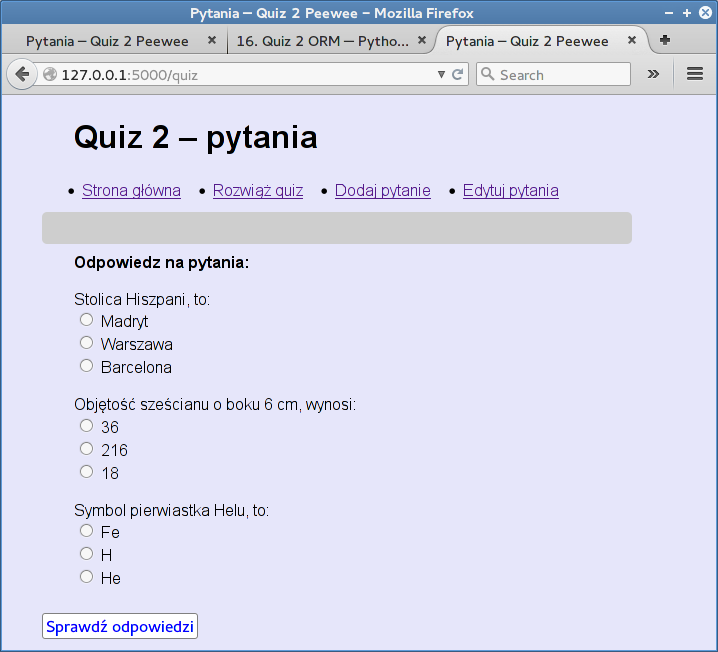 Pytania – Quiz 2 Peewee – Mozilla Firefox
Pytania – Quiz 2 Peewee
16. Quiz 2 ORM — Pytho...
Pytania – Quiz 2 Peewee
127.0.0.1:5000/quiz
Search
Quiz 2 – pytania
Strona główna
Rozwiąż quiz
Dodaj pytanie
Edytuj pytania
Odpowiedz na pytania:
Stolica Hiszpani, to:
Madryt
Warszawa
Barcelona
Objętość sześcianu o boku 6 cm, wynosi:
36
216
18
Symbol pierwiastka Helu, to:
Fe
H
He
Sprawdź odpowiedzi